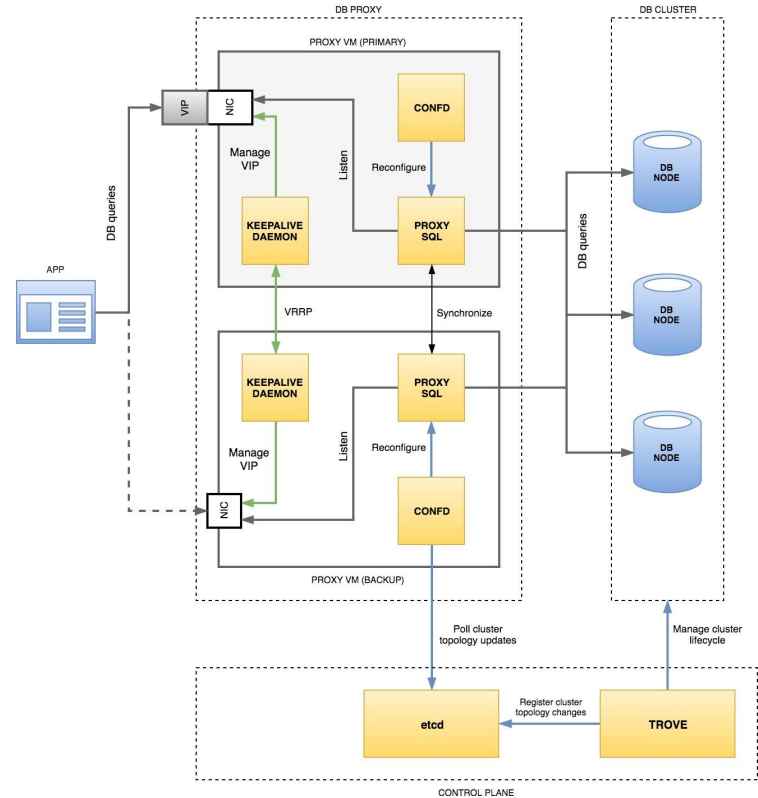 DB PROXY
DB CLUSTER
PROXY VM (PRIMARY)
VIP
NIC
CONFD
Manage
VIP
Listen
Reconfigure
DB queries
KEEPALIVE
DAEMON
PROXY
SQL
DB queries
DB
NODE
APP
VRRP
Synchronize
DB
NODE
KEEPALIVE
DAEMON
PROXY
SQL
Manage
VIP
Listen
Reconfigure
DB
NODE
NIC
CONFD
PROXY VM (BACKUP)
Poll cluster
topology updates
Manage cluster
lifecycle
etcd
Register cluster
topology changes
TROVE
CONTROL PLANE